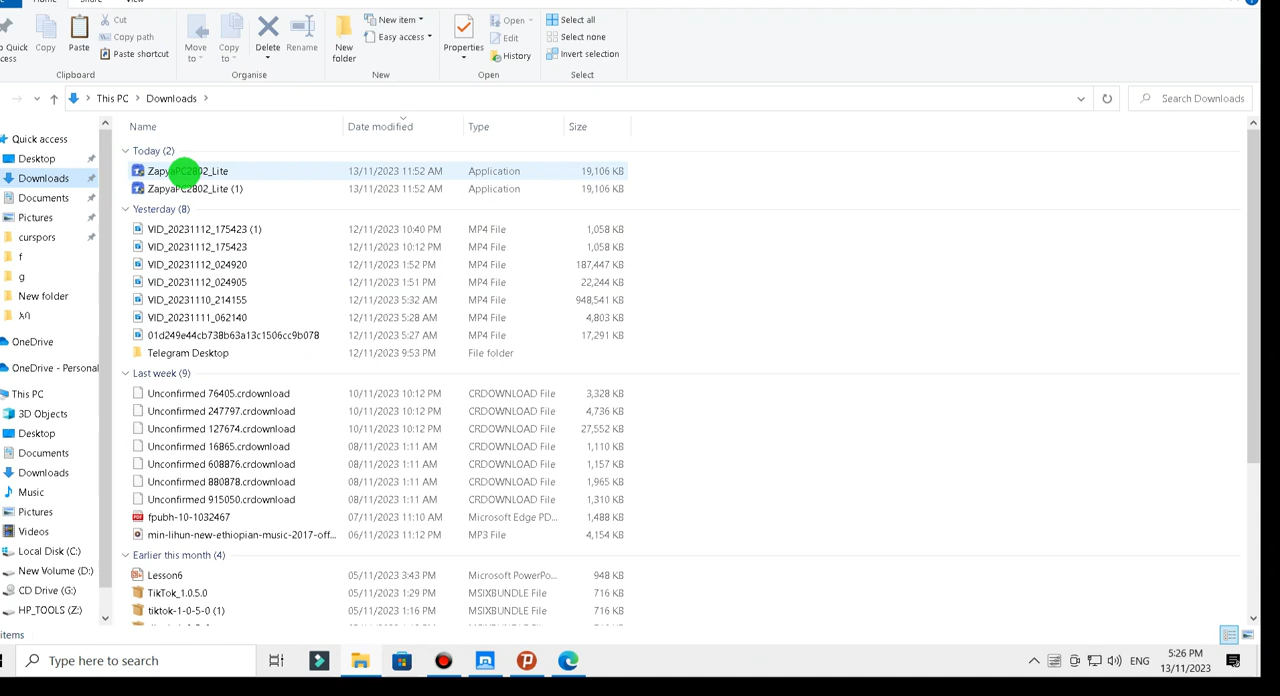 Home Share View
Quick
cess
Copy
Paste
Cut
Copy path
Paste shortcut
Clipboard
Move
to
Copy
to
Delete
Rename
Organise
New
folder
New item
Easy access
New
Properties
Open
Edit
History
Open
Select all
Select none
Invert selection
Select
This PC > Downloads >
Search Downloads
Name Date modified Type Size
Quick access
Desktop
Downloads
Documents
Pictures
curspors
f
g
New folder
OneDrive
OneDrive - Personal
This PC
3D Objects
Desktop
Documents
Downloads
Music
Pictures
Videos
Local Disk (C:)
New Volume (D:)
CD Drive (G:)
HP_TOOLS (Z:)
Today (2)
ZapyaPC2802_Lite 13/11/2023 11:52 AM Application 19,106 KB
ZapyaPC2802_Lite (1) 13/11/2023 11:52 AM Application 19,106 KB
Yesterday (8)
VID_20231112_175423 (1) 12/11/2023 10:40 PM MP4 File 1,058 KB
VID_20231112_175423 12/11/2023 10:12 PM MP4 File 1,058 KB
VID_20231112_024920 12/11/2023 1:52 PM MP4 File 187,447 KB
VID_20231112_024905 12/11/2023 1:51 PM MP4 File 22,244 KB
VID_20231110_214155 12/11/2023 5:32 AM MP4 File 948,541 KB
VID_20231111_062140 12/11/2023 5:28 AM MP4 File 4,803 KB
01d249e44cb738b63a13c1506cc9b078 12/11/2023 5:27 AM MP4 File 17,291 KB
Telegram Desktop 12/11/2023 9:53 PM File folder
Last week (9)
Unconfirmed 76405.crdownload 10/11/2023 10:12 PM CRDOWNLOAD File 3,328 KB
Unconfirmed 247797.crdownload 10/11/2023 10:12 PM CRDOWNLOAD File 4,736 KB
Unconfirmed 127674.crdownload 10/11/2023 10:12 PM CRDOWNLOAD File 27,552 KB
Unconfirmed 16865.crdownload 08/11/2023 1:11 AM CRDOWNLOAD File 1,110 KB
Unconfirmed 608876.crdownload 08/11/2023 1:11 AM CRDOWNLOAD File 1,157 KB
Unconfirmed 880878.crdownload 08/11/2023 1:11 AM CRDOWNLOAD File 1,965 KB
Unconfirmed 915050.crdownload 08/11/2023 1:11 AM CRDOWNLOAD File 1,310 KB
fpubh-10-1032467 07/11/2023 11:10 AM Microsoft Edge PD... 1,488 KB
min-lihun-new-ethiopian-music-2017-off... 06/11/2023 11:12 PM MP3 File 4,154 KB
Earlier this month (4)
Lesson6 05/11/2023 3:43 PM Microsoft PowerPo... 948 KB
TikTok_1.0.5.0 05/11/2023 1:29 PM MSIXBUNDLE File 716 KB
tiktok-1-0-5-0 (1) 05/11/2023 1:16 PM MSIXBUNDLE File 716 KB
items
Type here to search
ENG
5:26 PM
13/11/2023